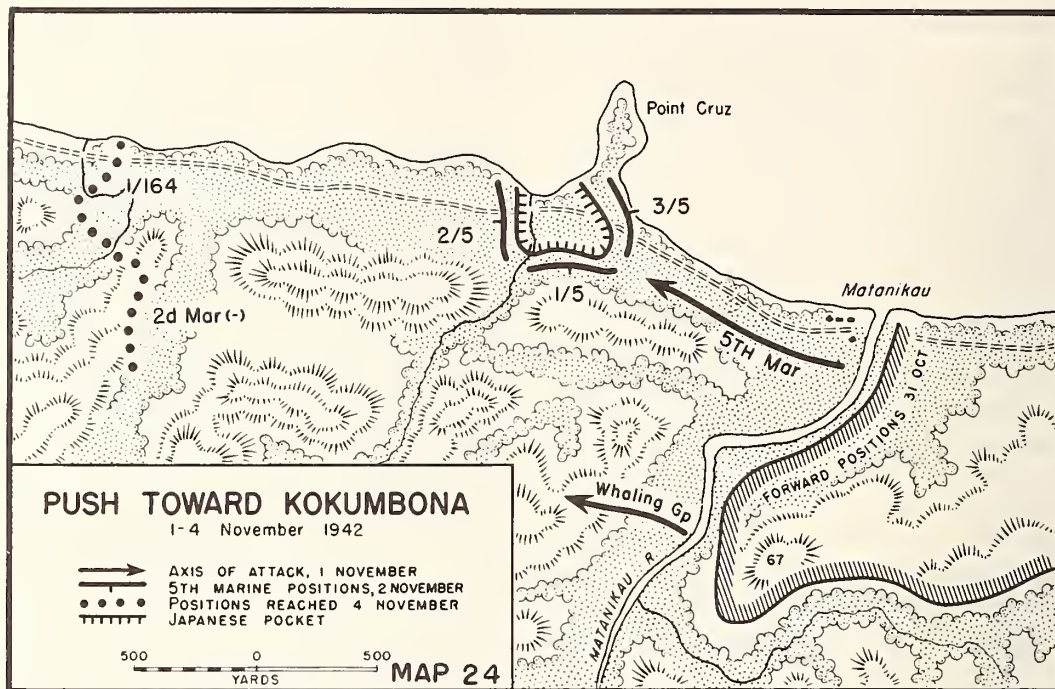 Point Cruz
1/164
3/5
2/5
1/5
Matanikau
2d Mar (-)
5TH Mar
FORWARD POSITIONS 31 OCT
Whaling Gp
67
MATANIKAU R
PUSH TOWARD KOKUMBONA
1-4 November 1942
AXIS OF ATTACK, 1 NOVEMBER
5TH MARINE POSITIONS, 2 NOVEMBER
POSITIONS REACHED 4 NOVEMBER
JAPANESE POCKET
500 0 500
YARDS
MAP 24